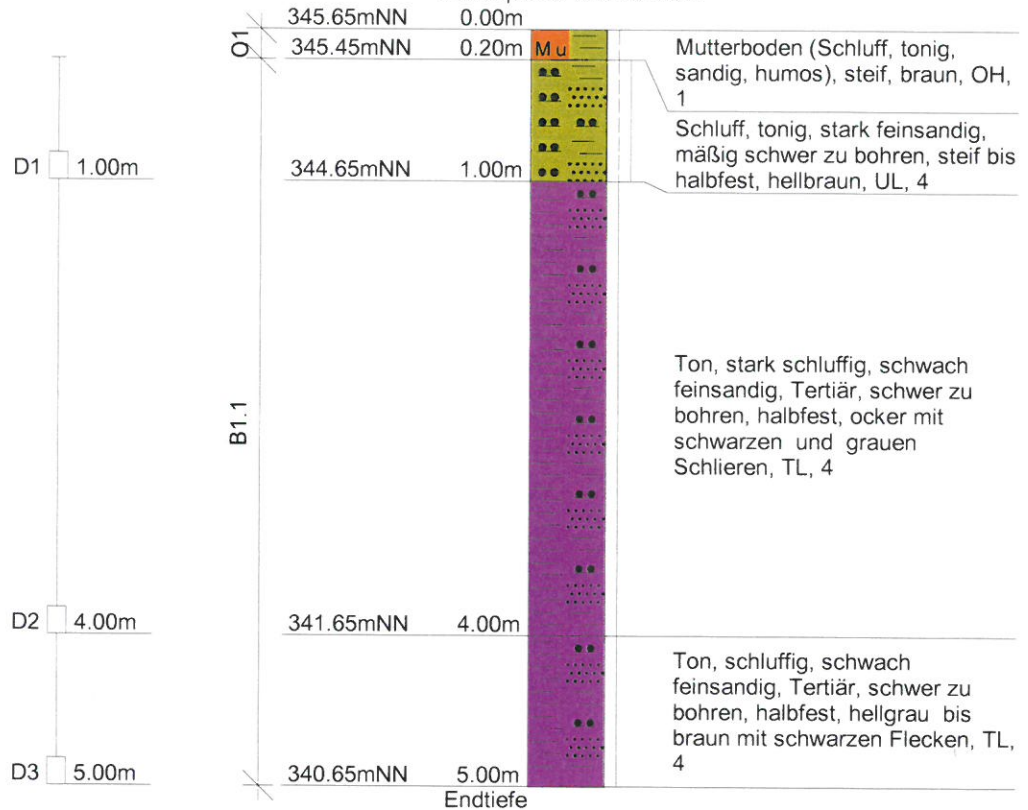 345.65mNN 0.00m
O1
345.45mNN 0.20m
Mu
Mutterboden (Schluff, tonig,
sandig, humos), steif, braun, OH,
1
Schluff, tonig, stark feinsandig,
mäßig schwer zu bohren, steif bis
halbfest, hellbraun, UL, 4
D1 1.00m
344.65mNN 1.00m
B1.1
Ton, stark schluffig, schwach
feinsandig, Tertiär, schwer zu
bohren, halbfest, ocker mit
schwarzen und grauen
Schlieren, TL, 4
D2 4.00m
341.65mNN 4.00m
Ton, schluffig, schwach
feinsandig, Tertiär, schwer zu
bohren, halbfest, hellgrau bis
braun mit schwarzen Flecken, TL,
4
D3 5.00m
340.65mNN 5.00m
Endtiefe